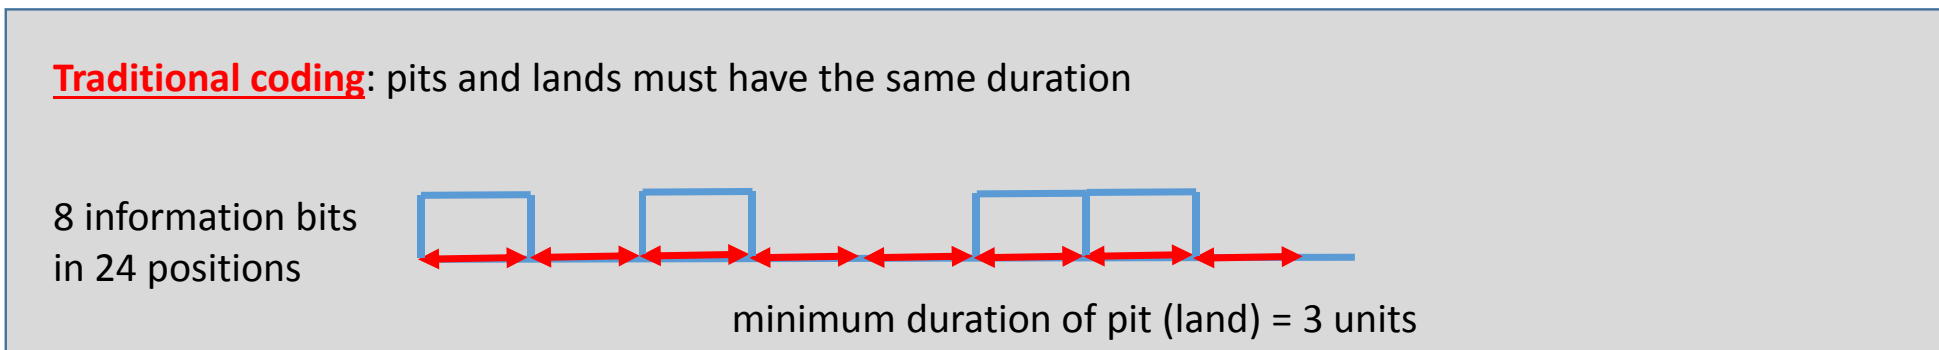 Traditional coding: pits and lands must have the same duration
8 information bits
in 24 positions
minimum duration of pit (land) = 3 units